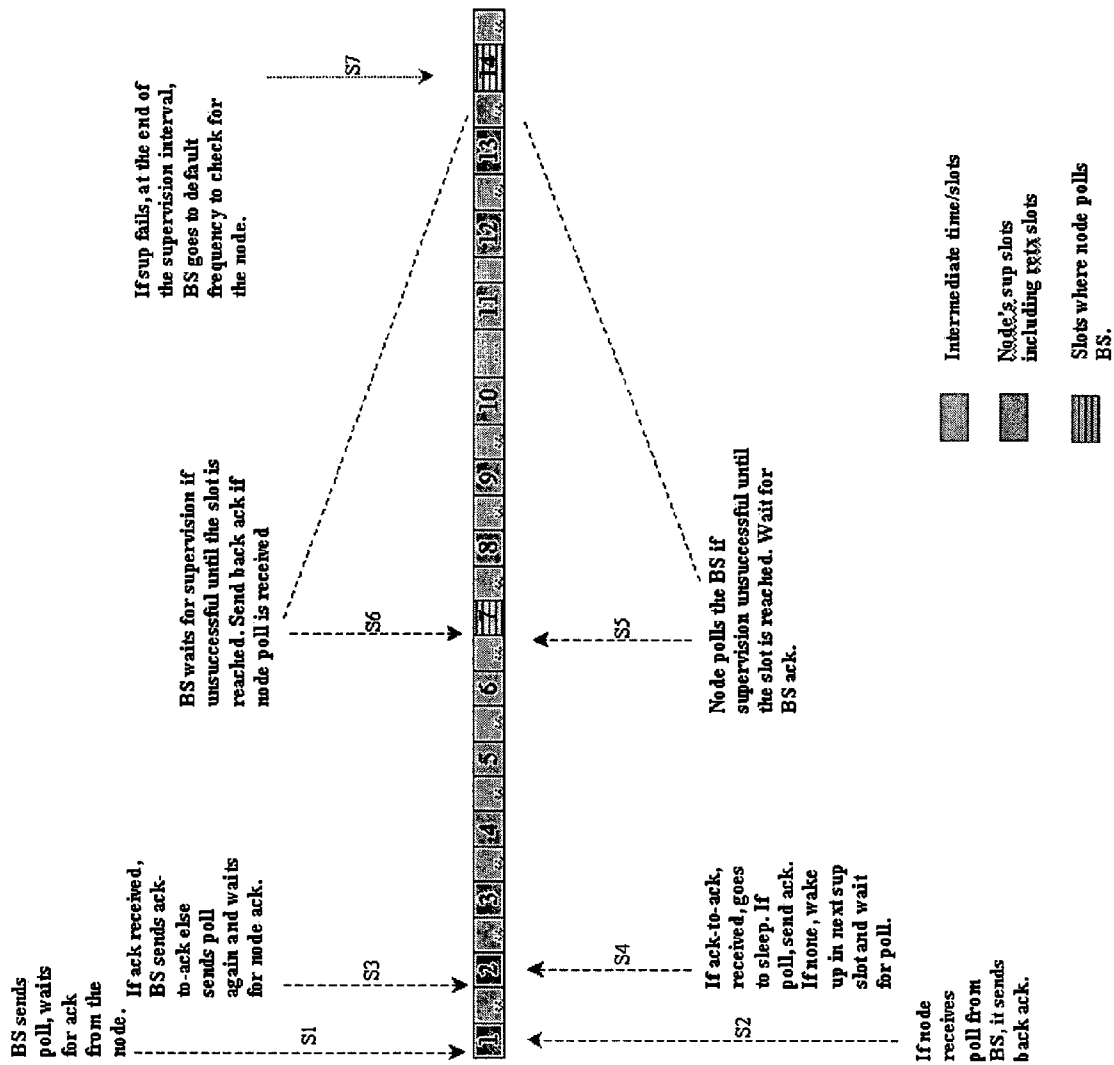 BS sends
poll, waits
for ack
from the
node.
S1
If ack received,
BS sends ack-
to-ack else
sends poll
again and waits
for node ack.
S3
BS waits for supervision if
unsuccessful until the slot is
reached. Send back ack if
node poll is received
S6
If sup fails, at the end of
the supervision interval,
BS goes to default
frequency to check for
the node.
S7
1 2 3 4 5 6 7 8 9 10 11 12 13 14
S2
If node
receives
poll from
BS, it sends
back ack.
S4
If ack-to-ack,
received, goes
to sleep. If
poll, send ack.
If none, wake
up in next sup
slot and wait
for poll.
S5
Node polls the BS if
supervision unsuccessful until
the slot is reached. Wait for
BS ack.
Intermediate time/slots
Node's sup slots
including retx slots
Slots where node polls
BS.